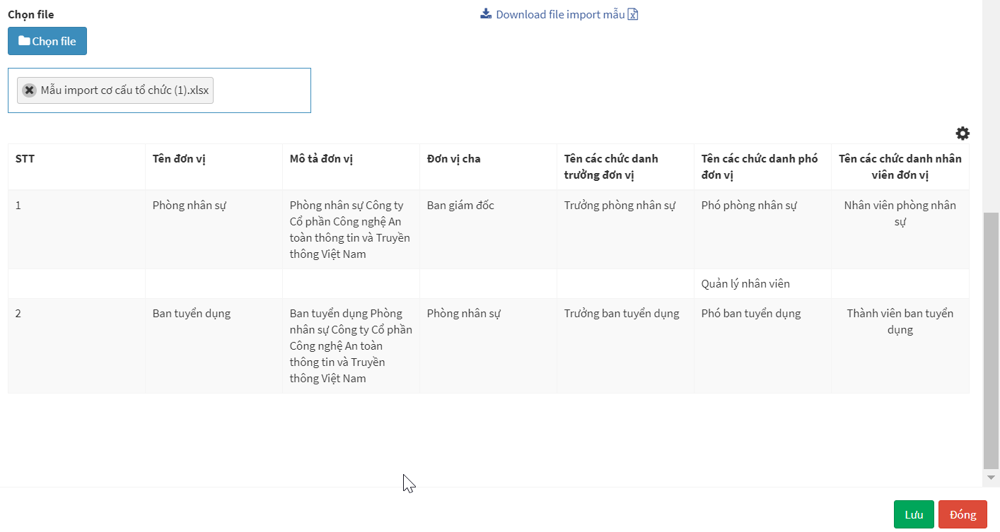 Chọn file
Download file import mẫu
Chọn file
Mẫu import cơ cấu tổ chức (1).xlsx
STT
Tên đơn vị
Mô tả đơn vị
Đơn vị cha
Tên các chức danh
trưởng đơn vị
Tên các chức danh phó
đơn vị
Tên các chức danh nhân
viên đơn vị
1
Phòng nhân sự
Phòng nhân sự Công ty
Cổ phần Công nghệ An
toàn thông tin và Truyền
thông Việt Nam
Ban giám đốc
Trưởng phòng nhân sự
Phó phòng nhân sự
Nhân viên phòng nhân
sự
Quản lý nhân viên
2
Ban tuyển dụng
Ban tuyển dụng Phòng
nhân sự Công ty Cổ phần
Công nghệ An toàn
thông tin và Truyền
thông Việt Nam
Phòng nhân sự
Trưởng ban tuyển dụng
Phó ban tuyển dụng
Thành viên ban tuyển
dụng
Lưu
Đóng